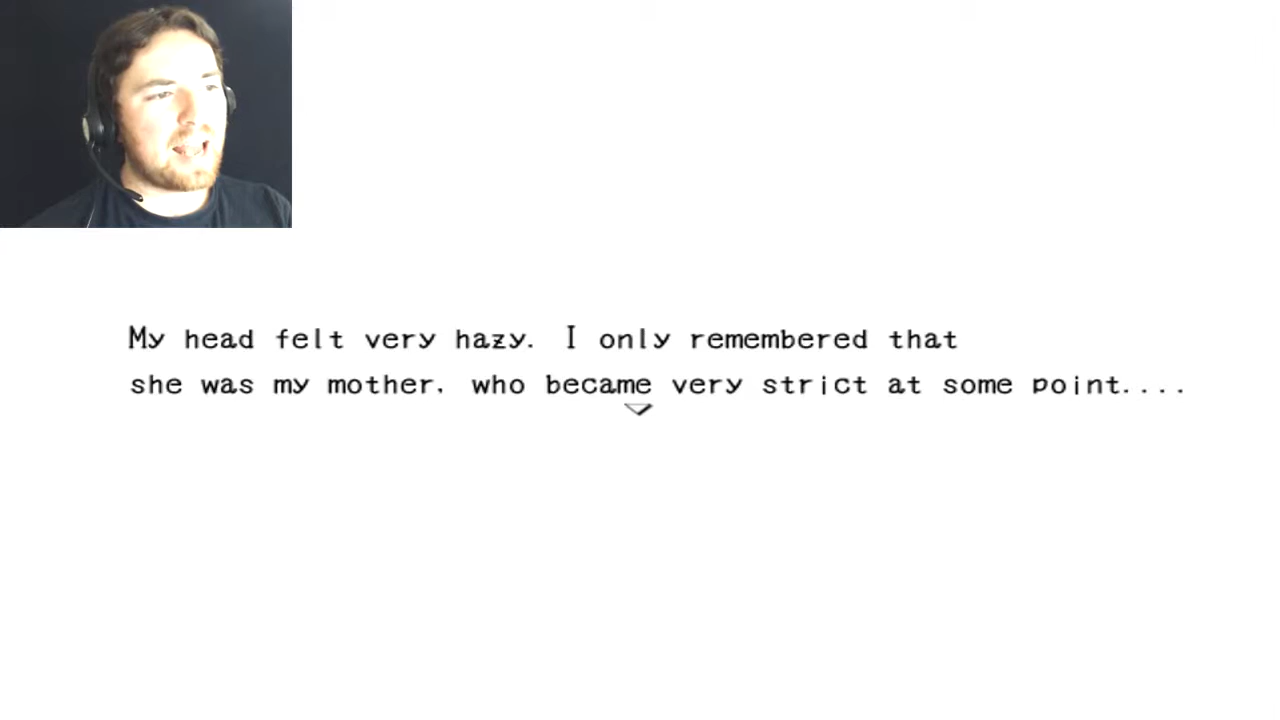 My head felt very hazy. I only remembered that
she was my mother, who became very strict at some point....